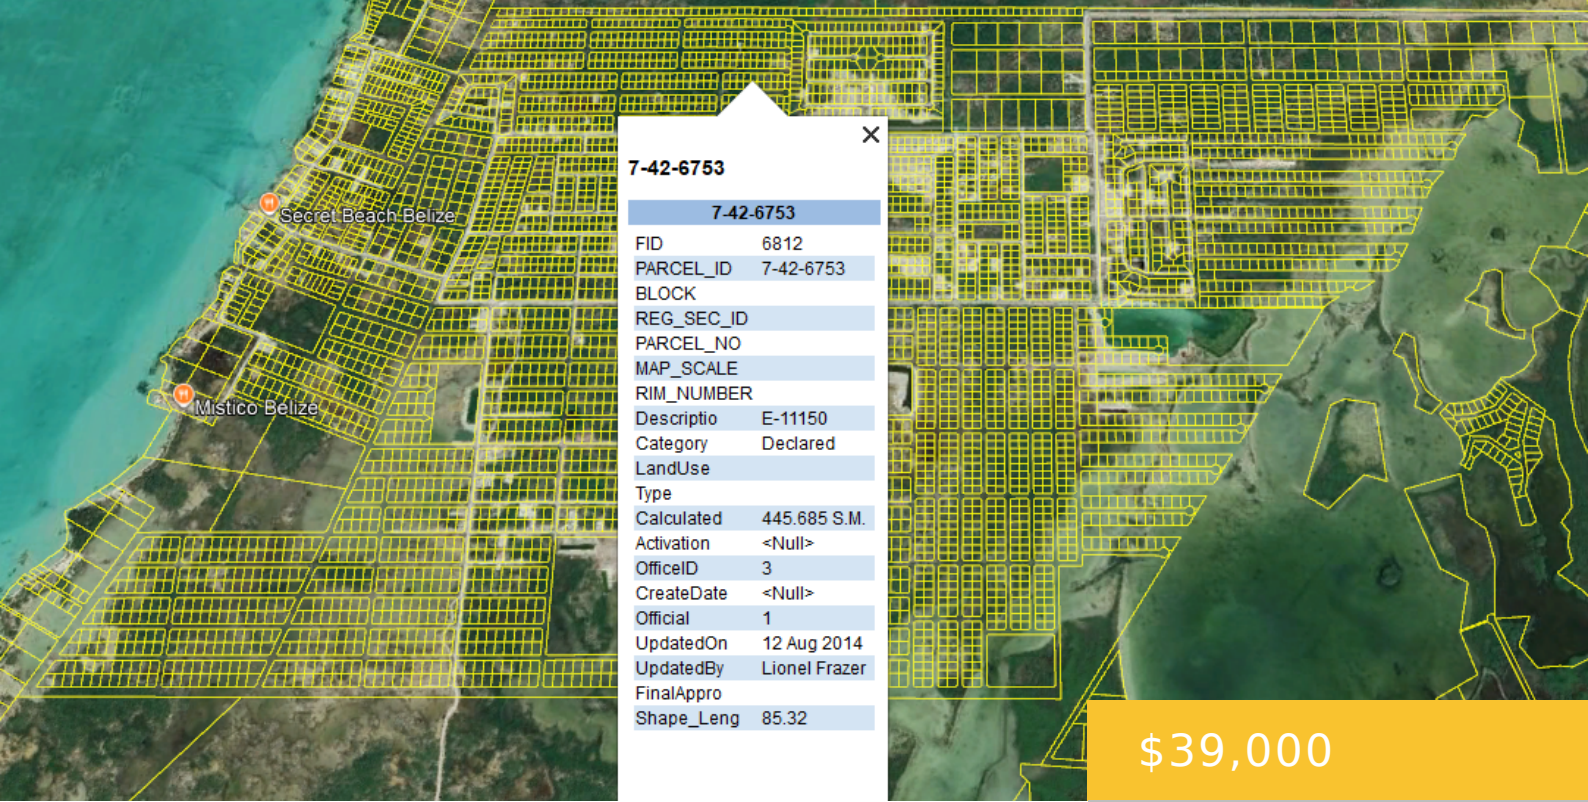 7-42-6753
7-42-6753
FID 6812
PARCEL_ID 7-42-6753
BLOCK
REG_SEC_ID
PARCEL_NO
MAP_SCALE
RIM_NUMBER
Descriptio E-11150
Category Declared
LandUse
Type
Calculated 445.685 S.M.
Activation <Null>
OfficeID 3
CreateDate <Null>
Official 1
UpdatedOn 12 Aug 2014
UpdatedBy Lionel Frazer
FinalAppro
Shape_Leng 85.32
Secret Beach Belize
Mistico Belize
$39,000